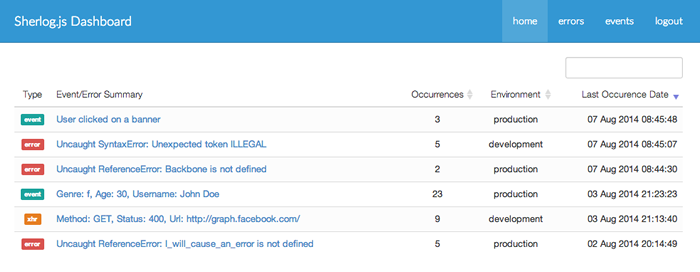 Sherlog.js Dashboard home errors events logout
Type Event/Error Summary Occurrences Environment Last Occurence Date
event User clicked on a banner 3 production 07 Aug 2014 08:45:48
error Uncaught SyntaxError: Unexpected token ILLEGAL 5 development 07 Aug 2014 08:45:07
error Uncaught ReferenceError: Backbone is not defined 2 production 07 Aug 2014 08:44:30
event Genre: f, Age: 30, Username: John Doe 23 production 03 Aug 2014 21:23:23
xhr Method: GET, Status: 400, Url: http://graph.facebook.com/ 9 development 03 Aug 2014 21:13:40
error Uncaught ReferenceError: I_will_cause_an_error is not defined 5 production 02 Aug 2014 20:14:49